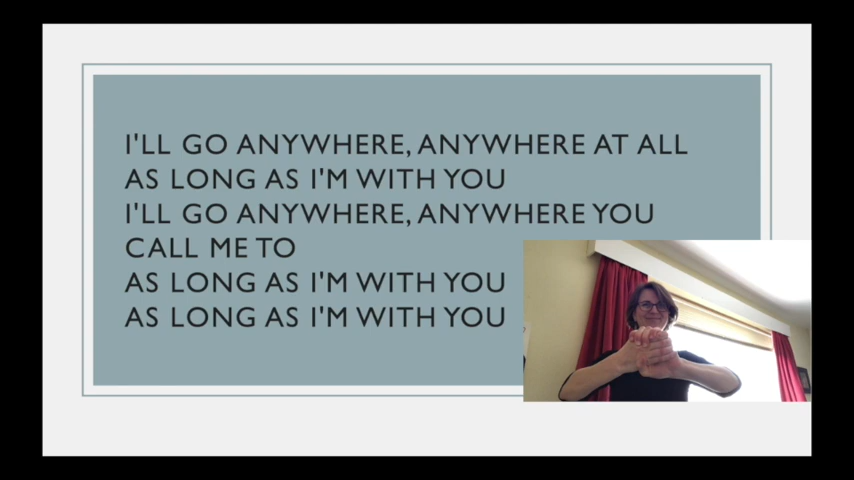 I'LL GO ANYWHERE, ANYWHERE AT ALL
AS LONG AS I'M WITH YOU
I'LL GO ANYWHERE, ANYWHERE YOU
CALL ME TO
AS LONG AS I'M WITH YOU
AS LONG AS I'M WITH YOU